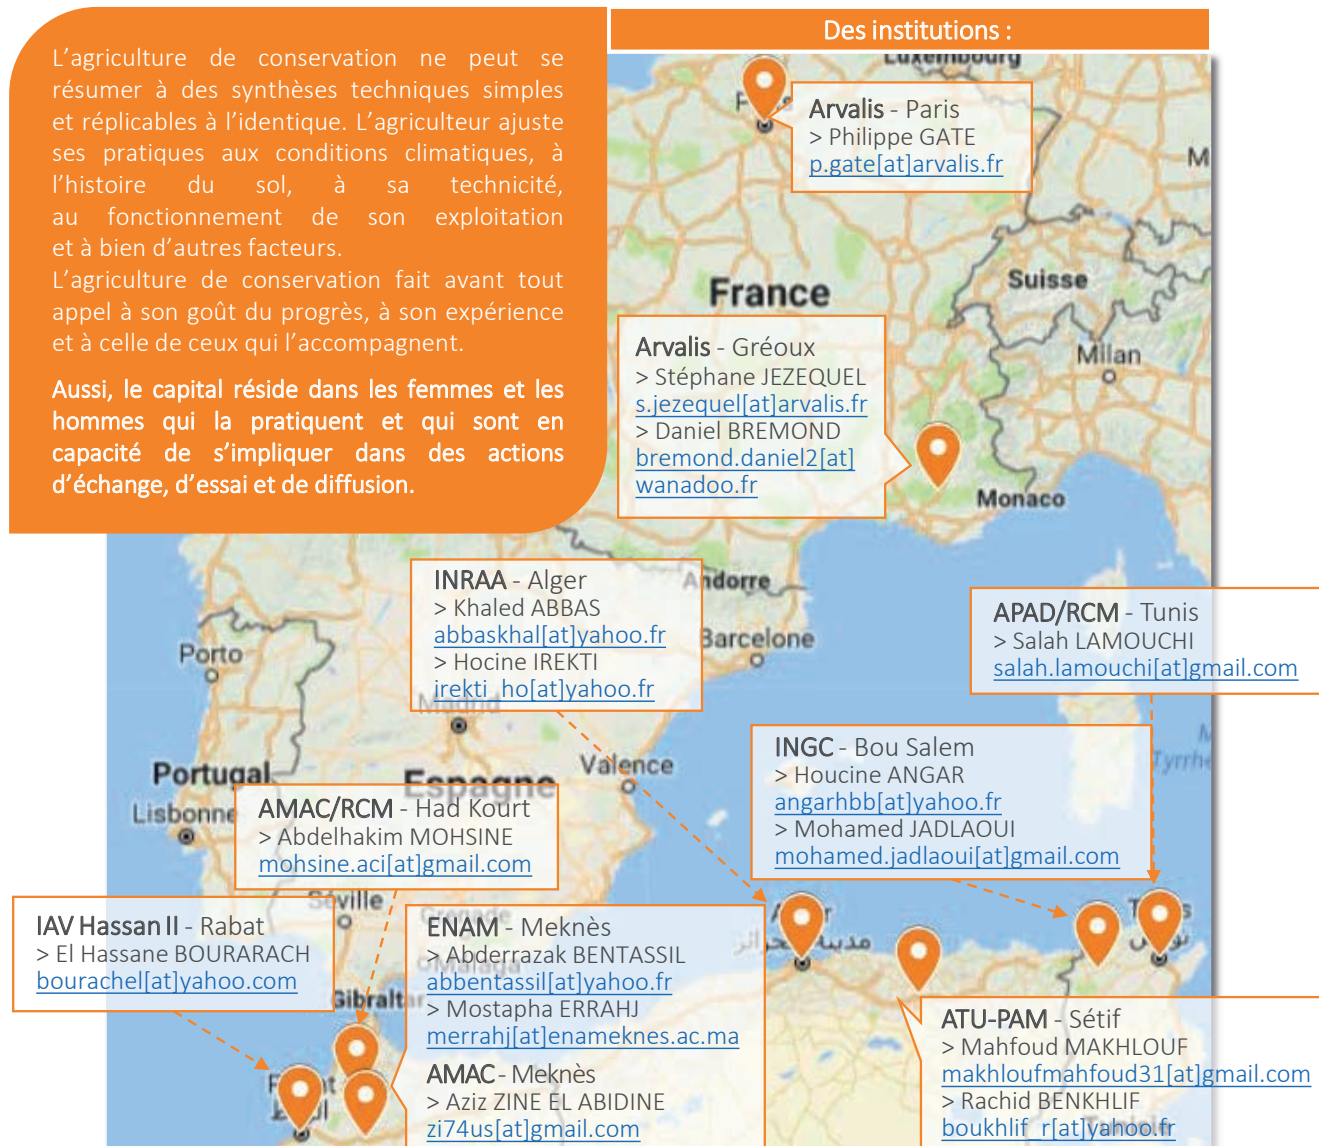 L'agriculture de conservation ne peut se
résumer à des synthèses techniques simples
et réplicables à l'identique. L'agriculteur ajuste
ses pratiques aux conditions climatiques, à
l'histoire du sol, à sa technicité,
au fonctionnement de son exploitation
et à bien d'autres facteurs.
L'agriculture de conservation fait avant tout
appel à son goût du progrès, à son expérience
et à celle de ceux qui l'accompagnent.
Aussi, le capital réside dans les femmes et les
hommes qui la pratiquent et qui sont en
capacité de s'impliquer dans des actions
d'échange, d'essai et de diffusion.
Des institutions :
Luxembourg
Arvalis - Paris
> Philippe GATE
p.gate[at]arvalis.fr
France
Suisse
Milan
Arvalis - Gréoux
> Stéphane JEZEQUEL
s.jezequel[at]arvalis.fr
> Daniel BREMOND
bremond.daniel2[at]
wanadoo.fr
Monaco
Andorre
INRAA - Alger
> Khaled ABBAS
abbaskhal[at]yahoo.fr
> Hocine IREKTI
irekti_ho[at]yahoo.fr
Barcelone
APAD/RCM - Tunis
> Salah LAMOUCHI
salah.lamouchi[at]gmail.com
Porto
Madrid
Portugal
Lisbonne
Espagne
Valence
INGC - Bou Salem
> Houcine ANGAR
angarhbb[at]yahoo.fr
> Mohamed JADLAOUI
mohamed.jadlaoui[at]gmail.com
AMAC/RCM - Had Kourt
> Abdelhakim MOHSINE
mohsine.aci[at]gmail.com
Séville
Grenade
Malaga
Gibraltar
IAV Hassan II - Rabat
> El Hassane BOURARACH
bourachel[at]yahoo.com
ENAM - Meknès
> Abderrazak BENTASSIL
abbentassil[at]yahoo.fr
> Mostapha ERRAHJ
merrahj[at]enameknes.ac.ma
AMAC - Meknès
> Aziz ZINE EL ABIDINE
zi74us[at]gmail.com
تونس
ATU-PAM - Sétif
> Mahfoud MAKHLOUF
makhloufmahfoud31[at]gmail.com
> Rachid BENKHLIF
boukhlif_r[at]yahoo.fr
Tunisie